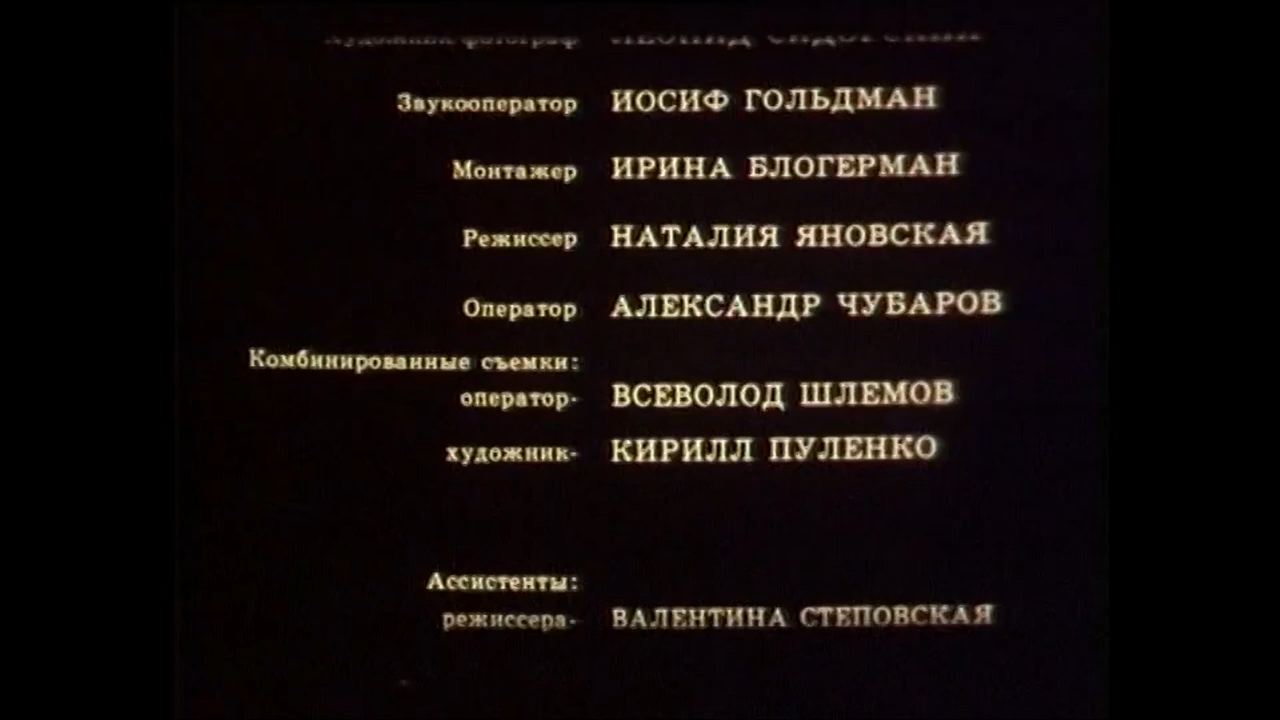 Звукооператор ИОСИФ ГОЛЬДМАН
Монтажер ИРИНА БЛОГЕРМАН
Режиссер НАТАЛИЯ ЯНОВСКАЯ
Оператор АЛЕКСАНДР ЧУБАРОВ
Комбинированные съемки:
оператор- ВСЕВОЛОД ШЛЕМОВ
художник- КИРИЛЛ ПУЛЕНКО
Ассистенты:
режиссера- ВАЛЕНТИНА СТЕПОВСКАЯ